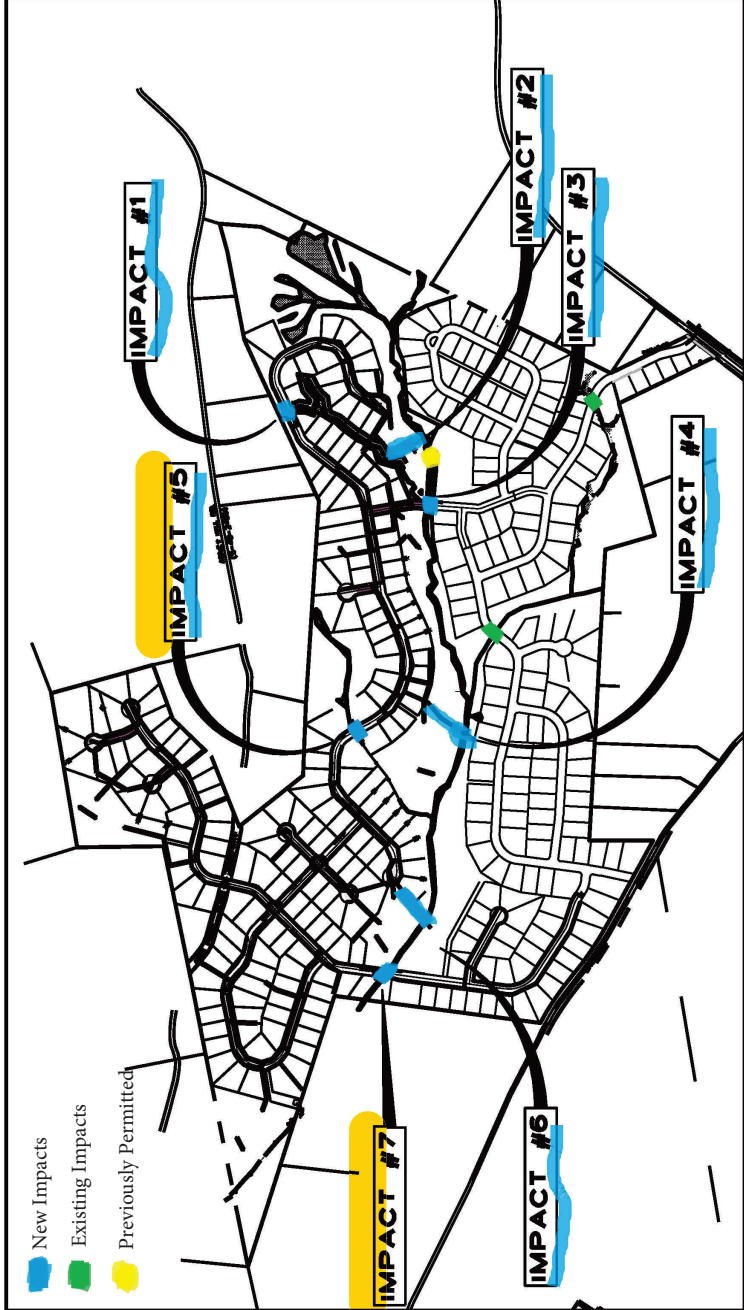 New Impacts
Existing Impacts
Previously Permitted
IMPACT #1
IMPACT #2
IMPACT #3
IMPACT #4
IMPACT #5
IMPACT #6
IMPACT #7